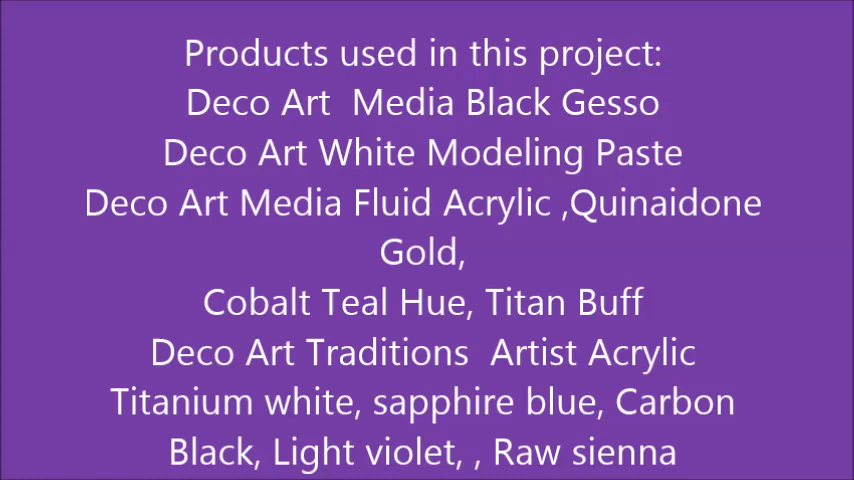 Products used in this project:
Deco Art  Media Black Gesso
Deco Art White Modeling Paste
Deco Art Media Fluid Acrylic ,Quinaidone
Gold,
Cobalt Teal Hue, Titan Buff
Deco Art Traditions  Artist Acrylic
Titanium white, sapphire blue, Carbon
Black, Light violet, , Raw sienna